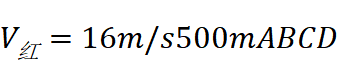 V红 = 16m/s500mABCD